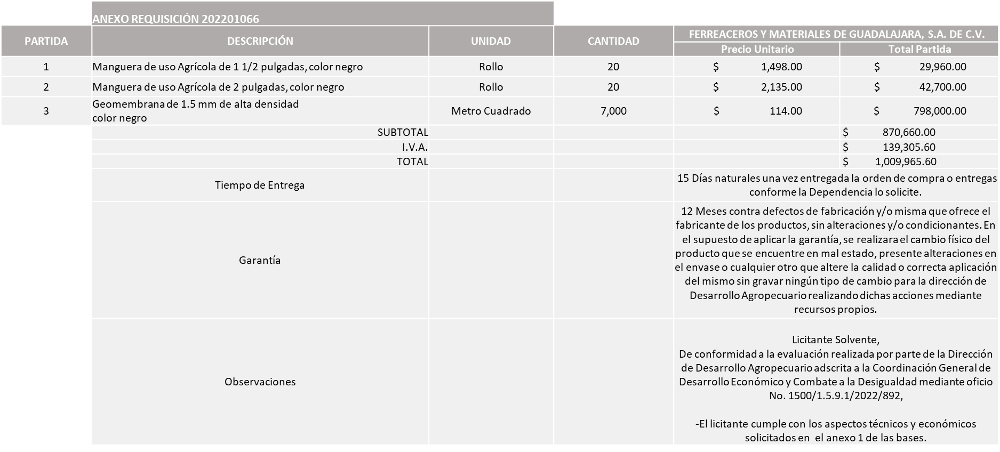 ANEXO REQUISICIÓN 202201066
PARTIDA DESCRIPCIÓN UNIDAD CANTIDAD FERREACEROS Y MATERIALES DE GUADALAJARA, S.A. DE C.V.
Precio Unitario Total Partida
1 Manguera de uso Agrícola de 1 1/2 pulgadas, color negro Rollo 20 $ 1,498.00 $ 29,960.00
2 Manguera de uso Agrícola de 2 pulgadas, color negro Rollo 20 $ 2,135.00 $ 42,700.00
3 Geomembrana de 1.5 mm de alta densidad
color negro Metro Cuadrado 7,000 $ 114.00 $ 798,000.00
SUBTOTAL $ 870,660.00
I.V.A. $ 139,305.60
TOTAL $ 1,009,965.60
Tiempo de Entrega
15 Días naturales una vez entregada la orden de compra o entregas
conforme la Dependencia lo solicite.
Garantía
12 Meses contra defectos de fabricación y/o misma que ofrece el
fabricante de los productos, sin alteraciones y/o condicionantes. En
el supuesto de aplicar la garantía, se realizara el cambio físico del
producto que se encuentre en mal estado, presente alteraciones en
el envase o cualquier otro que altere la calidad o correcta aplicación
del mismo sin gravar ningún tipo de cambio para la dirección de
Desarrollo Agropecuario realizando dichas acciones mediante
recursos propios.
Observaciones
Licitante Solvente,
De conformidad a la evaluación realizada por parte de la Dirección
de Desarrollo Agropecuario adscrita a la Coordinación General de
Desarrollo Económico y Combate a la Desigualdad mediante oficio
No. 1500/1.5.9.1/2022/892,
-El licitante cumple con los aspectos técnicos y económicos
solicitados en el anexo 1 de las bases.